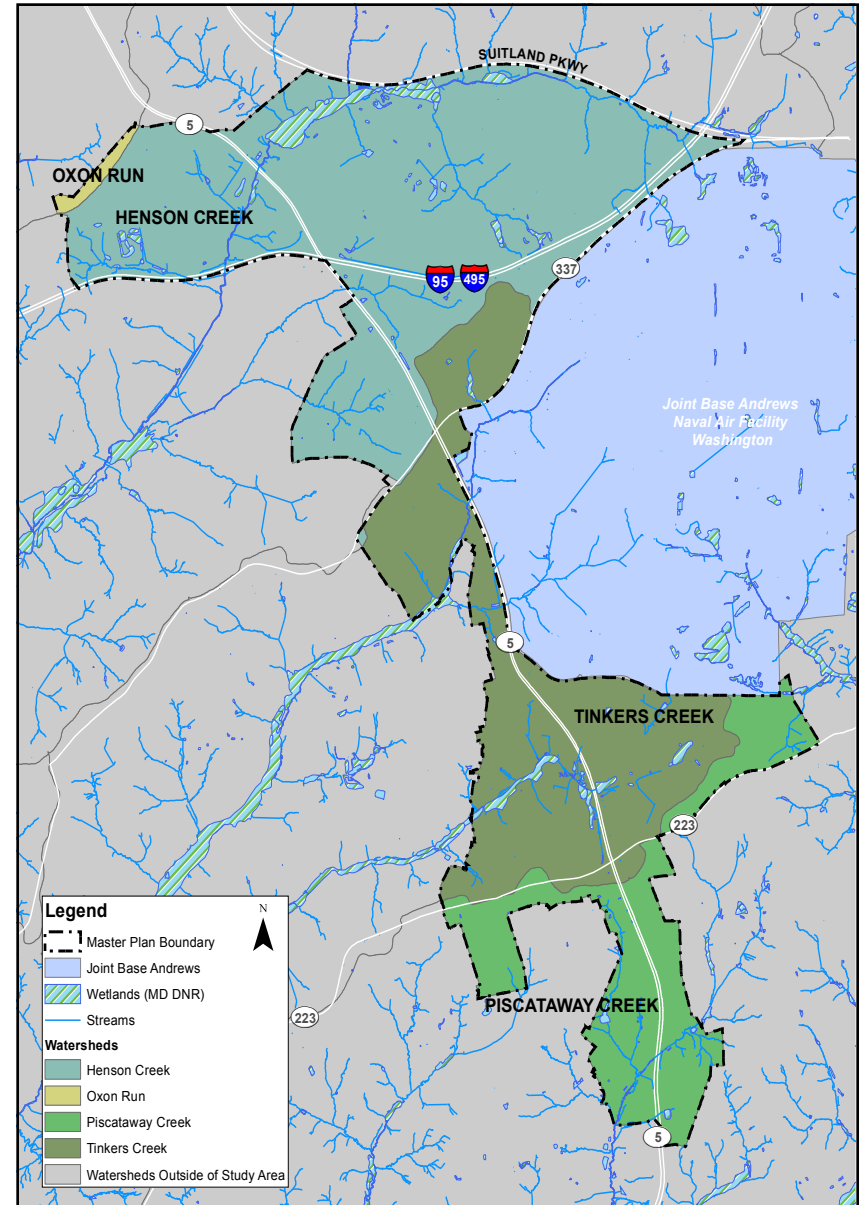 SUITLAND PKWY
5
OXON RUN
HENSON CREEK
337
95
495
Joint Base Andrews
Naval Air Facility
Washington
5
TINKERS CREEK
223
PISCATAWAY CREEK
223
5
Legend
N
Master Plan Boundary
Joint Base Andrews
Wetlands (MD DNR)
Streams
Watersheds
Henson Creek
Oxon Run
Piscataway Creek
Tinkers Creek
Watersheds Outside of Study Area